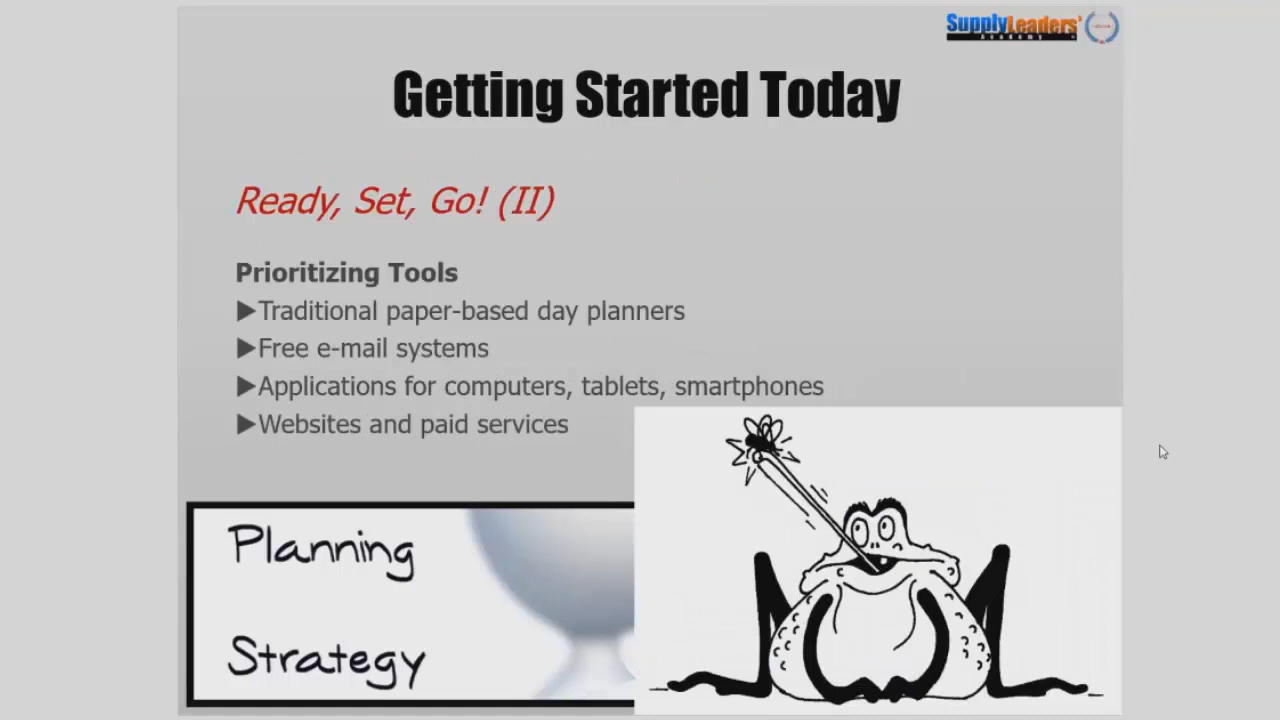 SupplyLeaders'
Academy
Getting Started Today
Ready, Set, Go! (II)
Prioritizing Tools
▶Traditional paper-based day planners
▶Free e-mail systems
▶Applications for computers, tablets, smartphones
▶Websites and paid services
Planning
Strategy